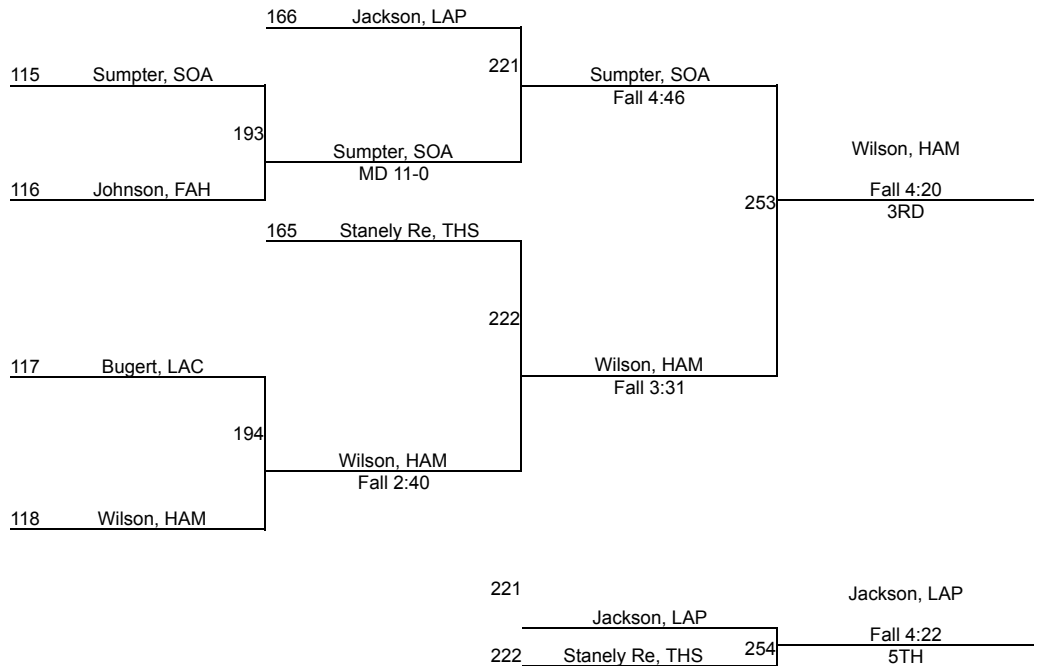 166 Jackson, LAP
221
115 Sumpter, SOA
Sumpter, SOA
Fall 4:46
193
Sumpter, SOA
MD 11-0
Wilson, HAM
116 Johnson, FAH
253
Fall 4:20
3RD
165 Stanely Re, THS
222
117 Bugert, LAC
Wilson, HAM
Fall 3:31
194
Wilson, HAM
Fall 2:40
118 Wilson, HAM
221
Jackson, LAP
Jackson, LAP
Fall 4:22
254
222 Stanely Re, THS
5TH